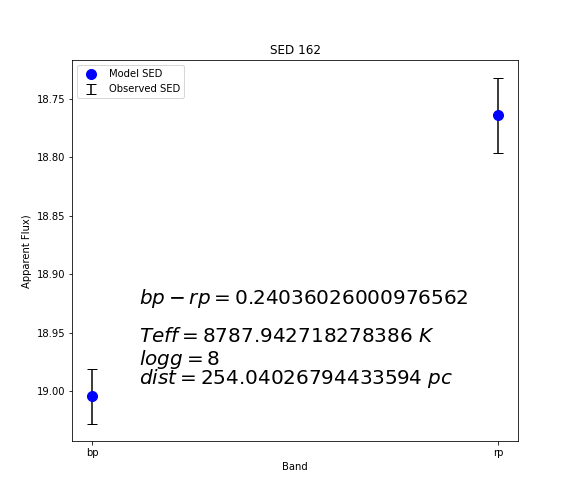 SED 162
Model SED
Observed SED
18.75
18.80
18.85
18.90
18.95
19.00
Apparent Flux)
bp − rp = 0.24036026000976562
Teff = 8787.942718278386 K
logg = 8
dist = 254.04026794433594 pc
bp
rp
Band